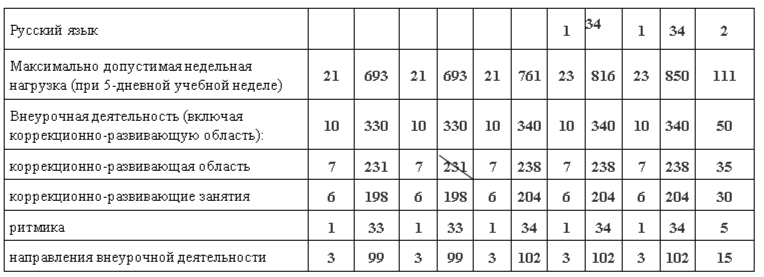 Русский язык 1 34 1 34 2
Максимально допустимая недельная
нагрузка (при 5-дневной учебной неделе) 21 693 21 693 21 761 23 816 23 850 111
Внеурочная деятельность (включая
коррекционно-развивающую область): 10 330 10 330 10 340 10 340 10 340 50
коррекционно-развивающая область 7 231 7 231 7 238 7 238 7 238 35
коррекционно-развивающие занятия 6 198 6 198 6 204 6 204 6 204 30
ритмика 1 33 1 33 1 34 1 34 1 34 5
направления внеурочной деятельности 3 99 3 99 3 102 3 102 3 102 15